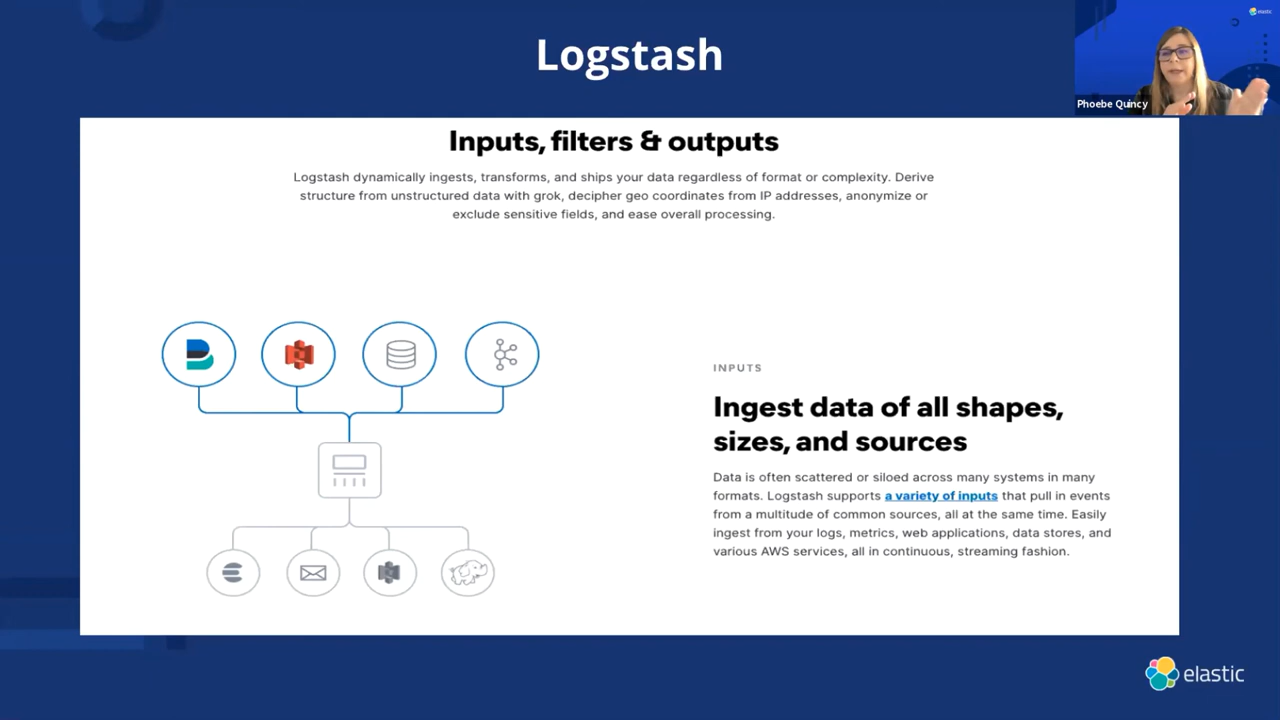 Logstash
elastic
Phoebe Quincy
Inputs, filters & outputs
Logstash dynamically ingests, transforms, and ships your data regardless of format or complexity. Derive
structure from unstructured data with grok, decipher geo coordinates from IP addresses, anonymize or
exclude sensitive fields, and ease overall processing.
INPUTS
Ingest data of all shapes,
sizes, and sources
Data is often scattered or siloed across many systems in many
formats. Logstash supports a variety of inputs that pull in events
from a multitude of common sources, all at the same time. Easily
ingest from your logs, metrics, web applications, data stores, and
various AWS services, all in continuous, streaming fashion.
elastic